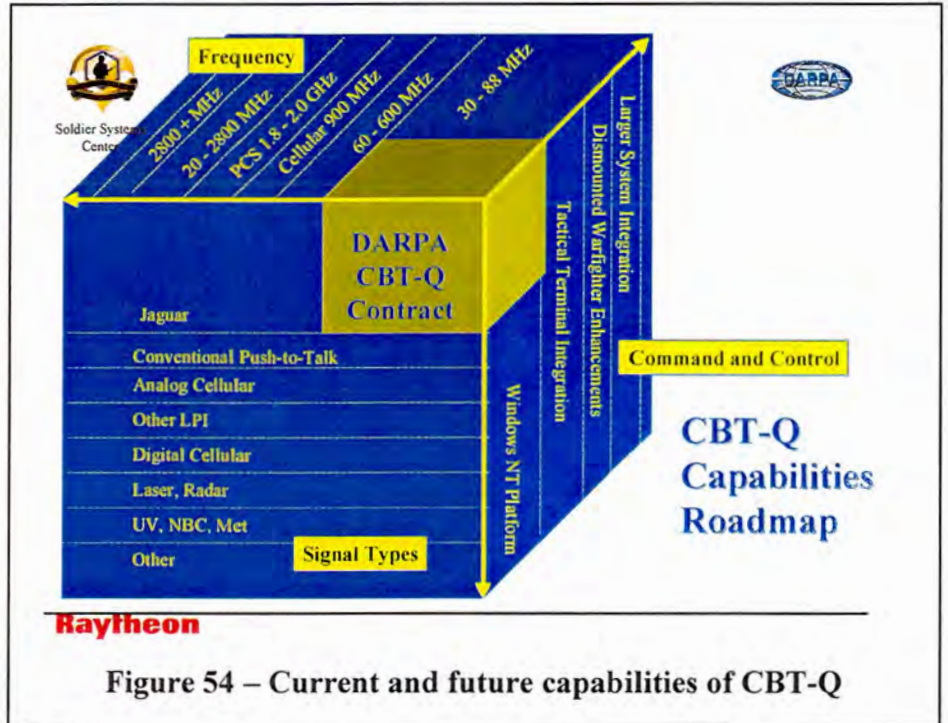 Frequency
DARPA
Soldier Systems
Center
2800 + MHz
20 - 2800 MHz
PCS 1.8 - 2.0 GHz
Cellular 900 MHz
60 - 600 MHz
30 - 88 MHz
DARPA
CBT-Q
Contract
Jaguar
Conventional Push-to-Talk
Analog Cellular
Other LPI
Digital Cellular
Laser, Radar
UV, NBC, Met
Other
Signal Types
Windows NT Platform
Tactical Terminal Integration
Dismounted Warfighter Enhancements
Larger System Integration
Command and Control
CBT-Q
Capabilities
Roadmap
Raytheon
Figure 54 – Current and future capabilities of CBT-Q